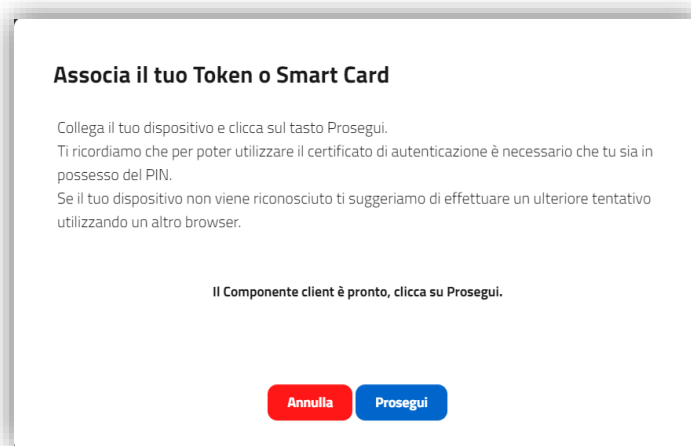 Associa il tuo Token o Smart Card
Collega il tuo dispositivo e clicca sul tasto Prosegui.
Ti ricordiamo che per poter utilizzare il certificato di autenticazione è necessario che tu sia in
possesso del PIN.
Se il tuo dispositivo non viene riconosciuto ti suggeriamo di effettuare un ulteriore tentativo
utilizzando un altro browser.
Il Componente client è pronto, clicca su Prosegui.
Annulla Prosegui